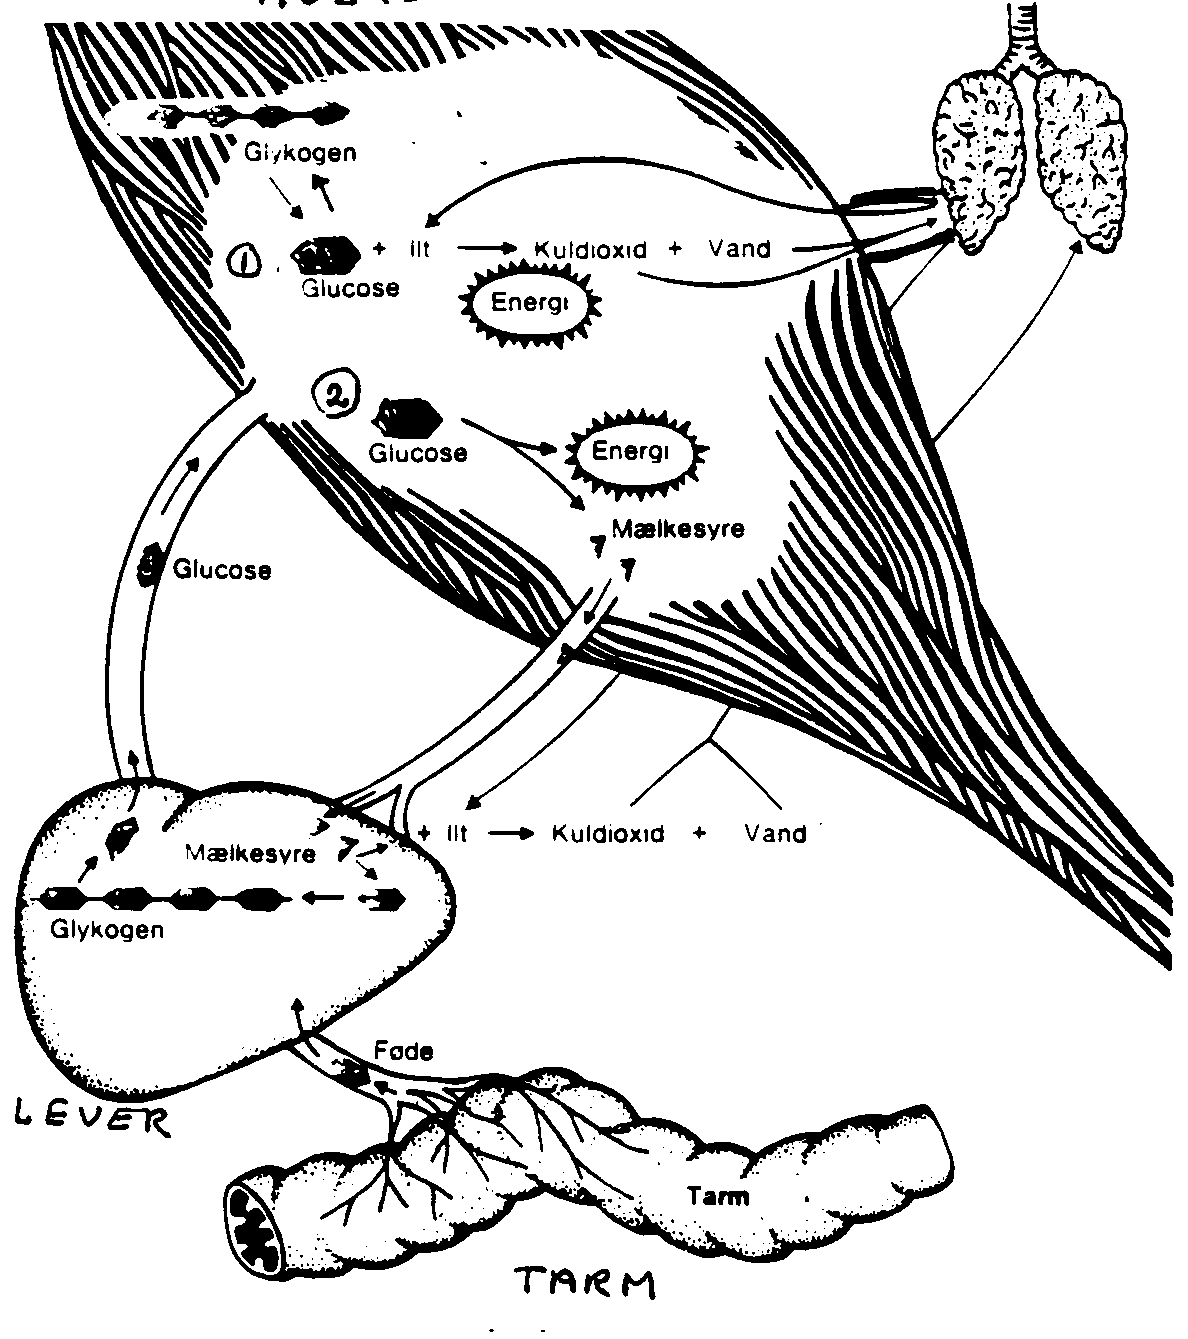 Glykogen
1
+ Ilt → Kuldioxid + Vand
Glucose
Energi
2
Glucose
Energi
Mælkesyre
Glucose
+ Ilt → Kuldioxid + Vand
Mælkesyre
Glykogen
Føde
LEVER
Tarm
TARM